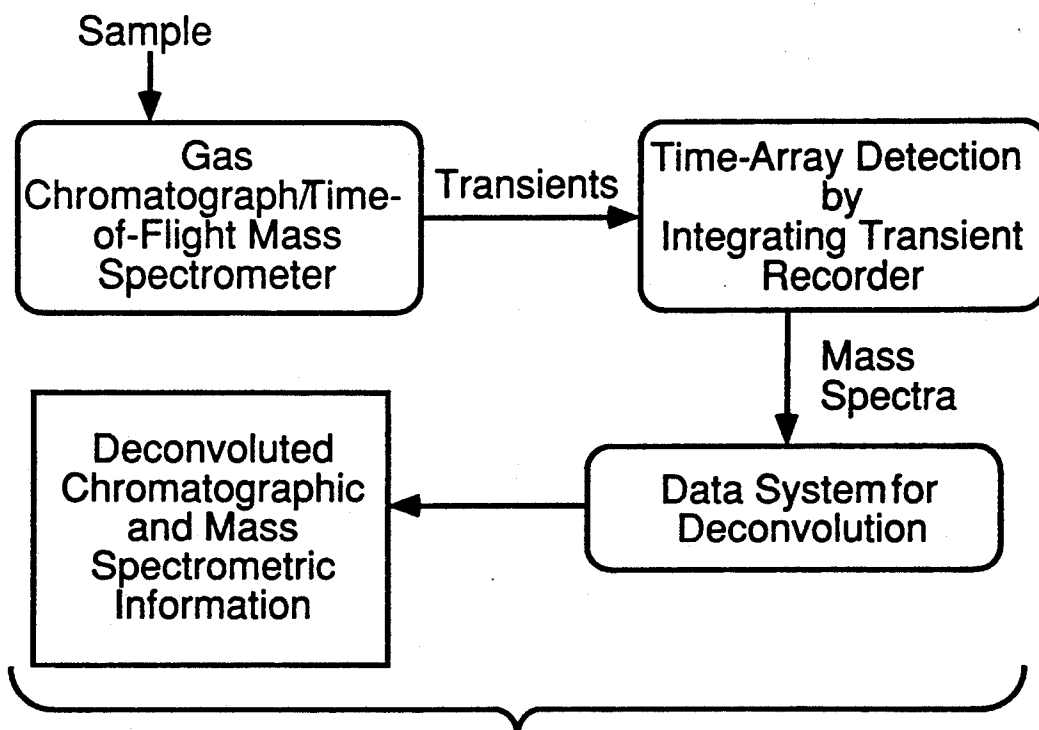 Sample
Gas
Chromatograph/Time-
of-Flight Mass
Spectrometer
Transients
Time-Array Detection
by
Integrating Transient
Recorder
Mass
Spectra
Data System for
Deconvolution
Deconvoluted
Chromatographic
and Mass
Spectrometric
Information